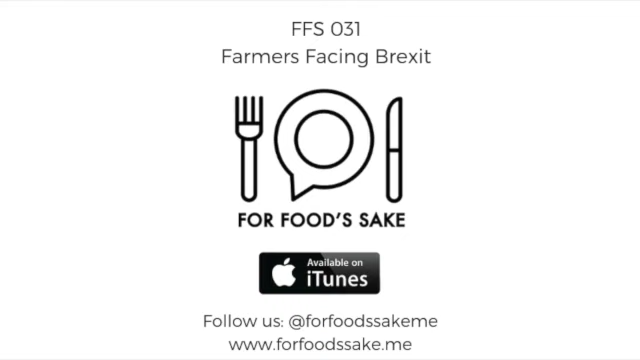 FFS 031
Farmers Facing Brexit
FOR FOOD'S SAKE
Available on
iTunes
Follow us: @forfoodssakeme
www.forfoodssake.me